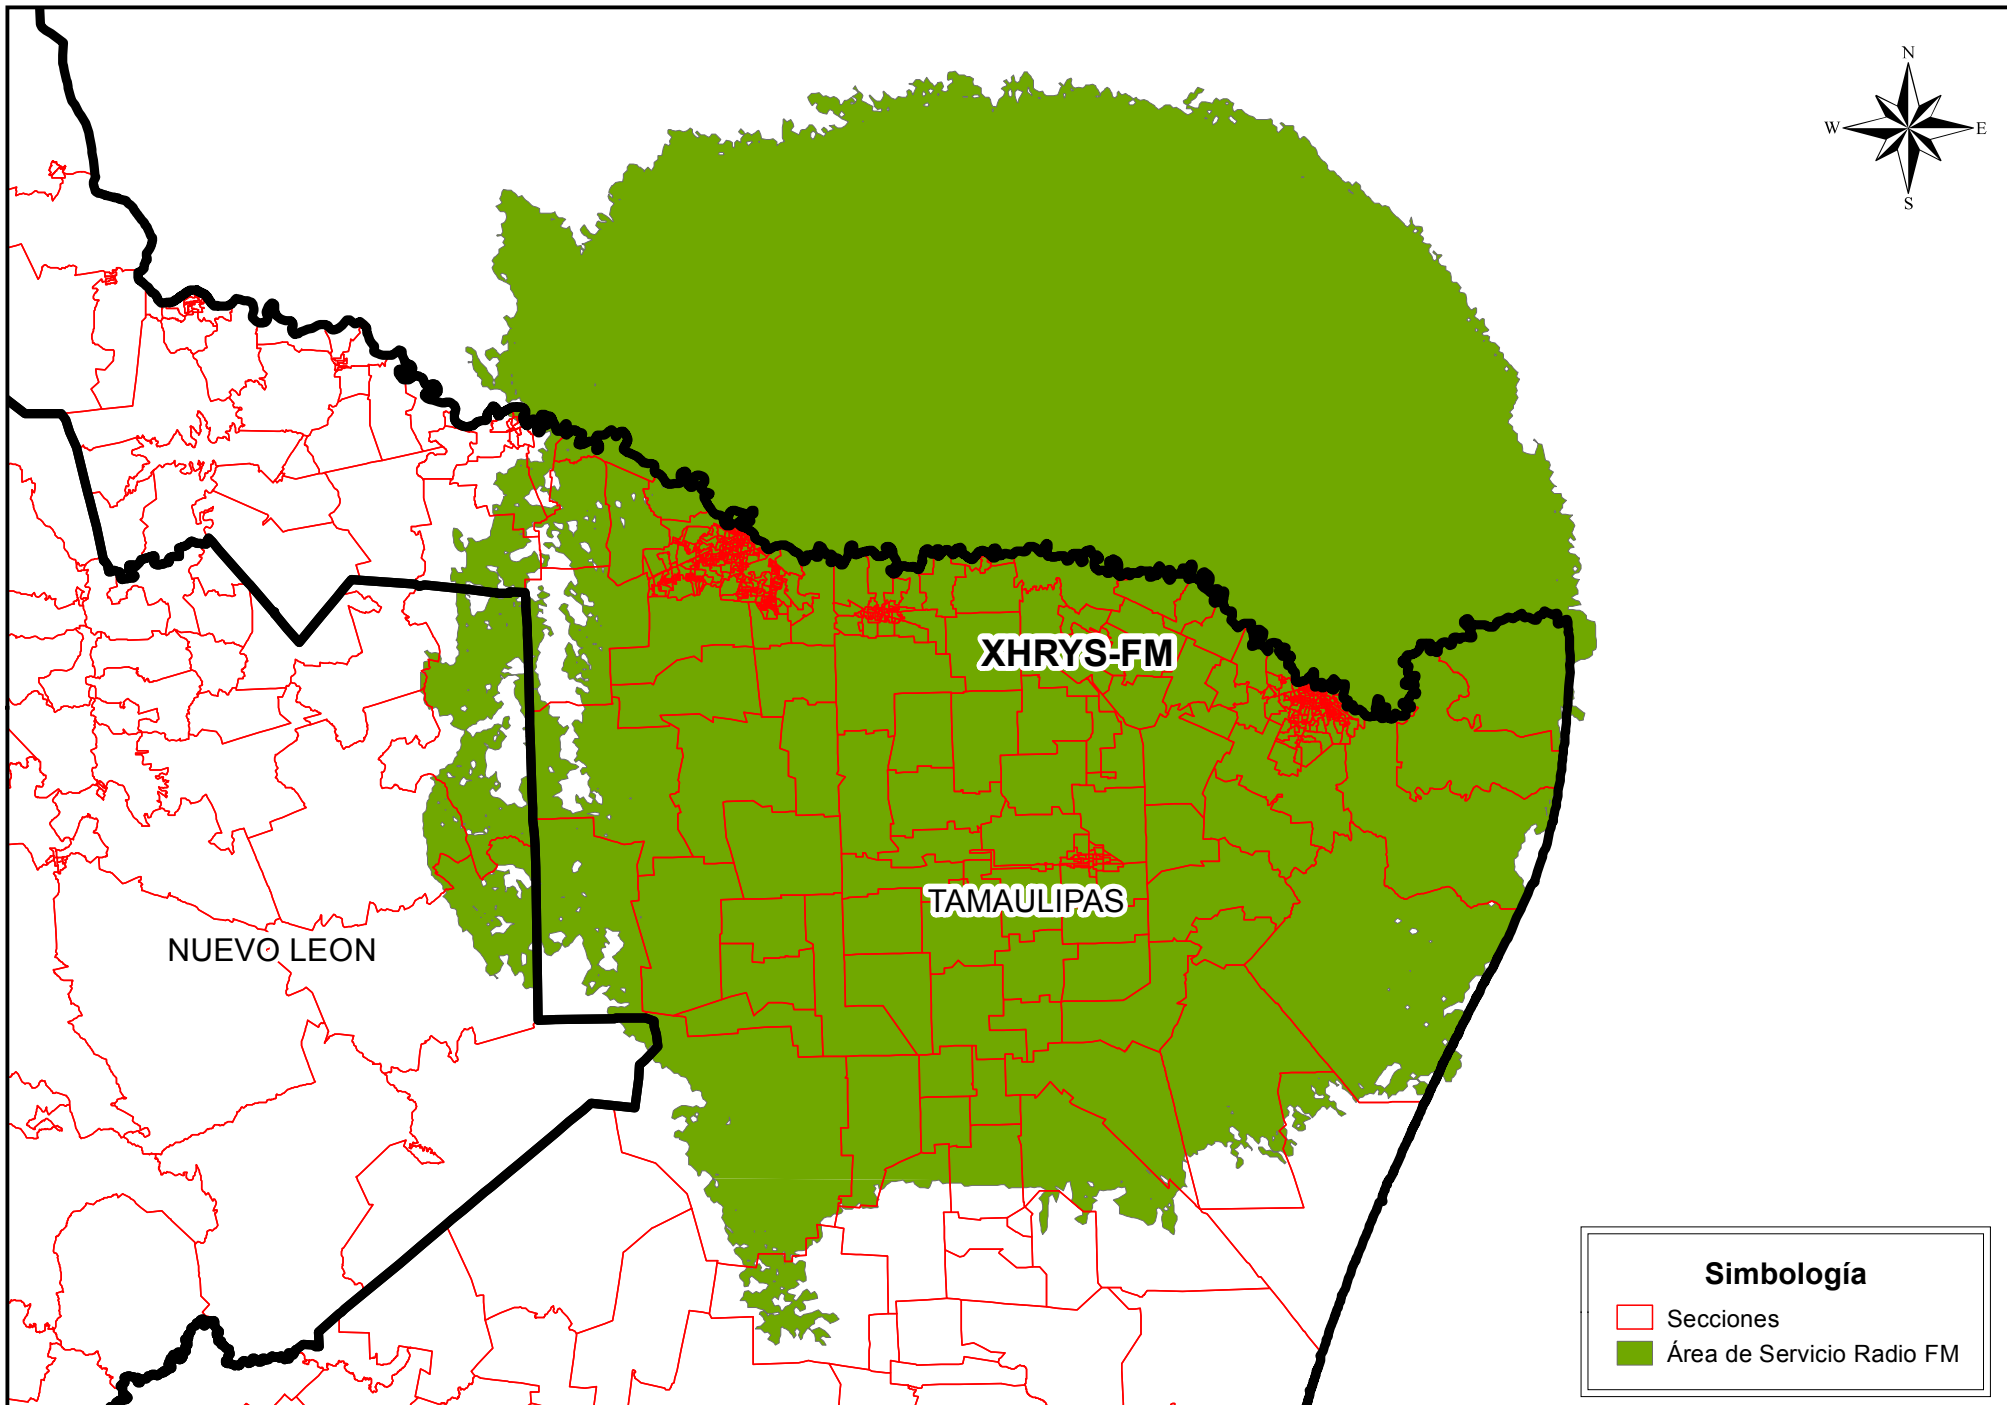 N
W E
S
XHRYS-FM
TAMAULIPAS
NUEVO LEON
Simbología
Secciones
Área de Servicio Radio FM